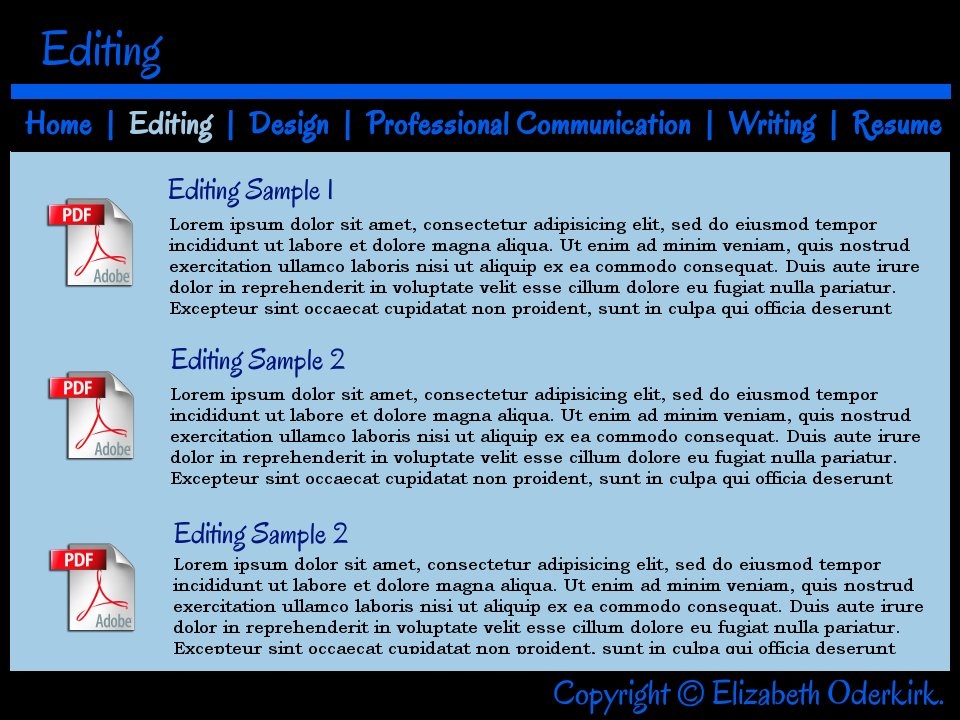 Editing
Home | Editing | Design | Professional Communication | Writing | Resume
Editing Sample 1
PDF
Adobe
Lorem ipsum dolor sit amet, consectetur adipisicing elit, sed do eiusmod tempor
incididunt ut labore et dolore magna aliqua. Ut enim ad minim veniam, quis nostrud
exercitation ullamco laboris nisi ut aliquip ex ea commodo consequat. Duis aute irure
dolor in reprehenderit in voluptate velit esse cillum dolore eu fugiat nulla pariatur.
Excepteur sint occaecat cupidatat non proident, sunt in culpa qui officia deserunt
Editing Sample 2
PDF
Adobe
Lorem ipsum dolor sit amet, consectetur adipisicing elit, sed do eiusmod tempor
incididunt ut labore et dolore magna aliqua. Ut enim ad minim veniam, quis nostrud
exercitation ullamco laboris nisi ut aliquip ex ea commodo consequat. Duis aute irure
dolor in reprehenderit in voluptate velit esse cillum dolore eu fugiat nulla pariatur.
Excepteur sint occaecat cupidatat non proident, sunt in culpa qui officia deserunt
Editing Sample 2
PDF
Adobe
Lorem ipsum dolor sit amet, consectetur adipisicing elit, sed do eiusmod tempor
incididunt ut labore et dolore magna aliqua. Ut enim ad minim veniam, quis nostrud
exercitation ullamco laboris nisi ut aliquip ex ea commodo consequat. Duis aute irure
dolor in reprehenderit in voluptate velit esse cillum dolore eu fugiat nulla pariatur.
Excepteur sint occaecat cupidatat non proident, sunt in culpa qui officia deserunt
Copyright © Elizabeth Oderkirk.